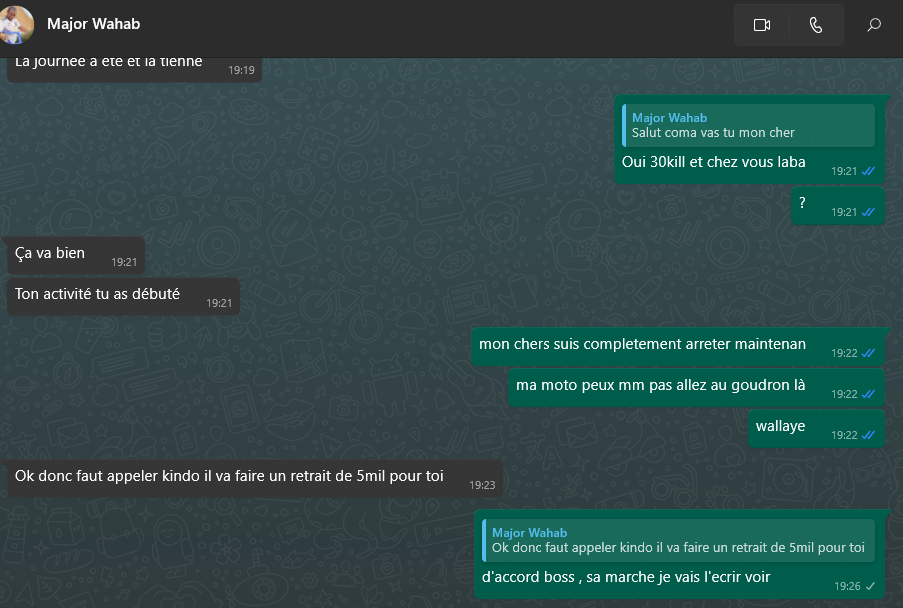 Major Wahab
La journée a été et la tienne
19:19
Major Wahab
Salut coma vas tu mon cher
Oui 30kill et chez vous laba
19:21
?
19:21
Ça va bien
19:21
Ton activité tu as débuté
19:21
mon chers suis completement arreter maintenan
19:22
ma moto peux mm pas allez au goudron là
19:22
wallaye
19:22
Ok donc faut appeler kindo il va faire un retrait de 5mil pour toi
19:23
Major Wahab
Ok donc faut appeler kindo il va faire un retrait de 5mil pour toi
d'accord boss , sa marche je vais l'ecrir voir
19:26